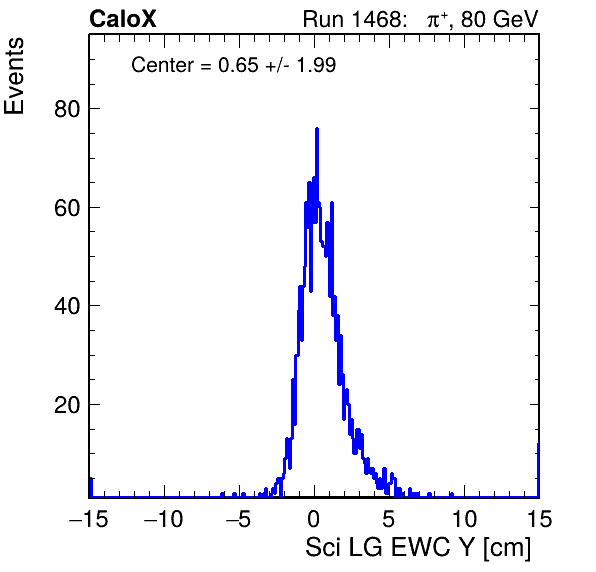 CaloX Run 1468: π⁺, 80 GeV
Events
Center = 0.65 +/- 1.99
80
60
40
20
−15 −10 −5 0 5 10 15
Sci LG EWC Y [cm]